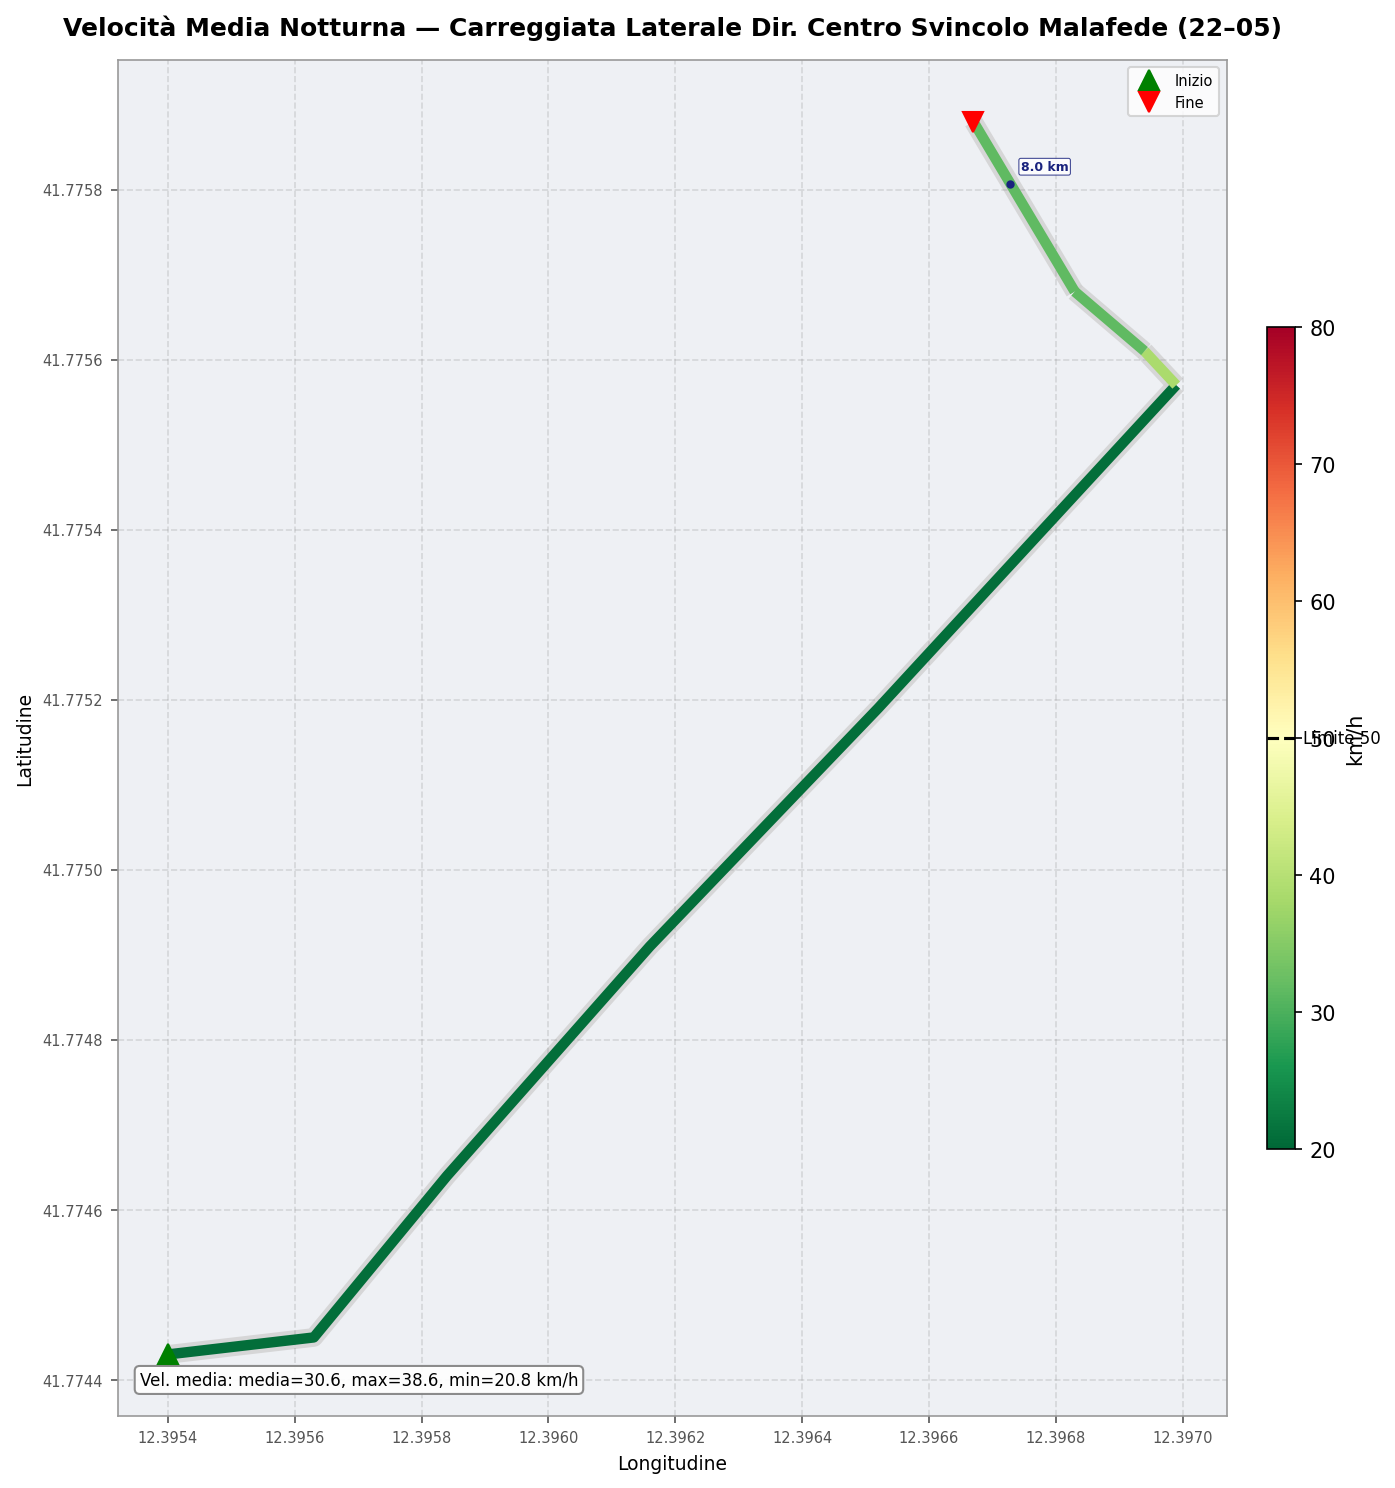 Velocità Media Notturna — Carreggiata Laterale Dir. Centro Svincolo Malafede (22–05)
Inizio
Fine
8.0 km
41.7758
41.7756
41.7754
41.7752
41.7750
41.7748
41.7746
41.7744
Latitudine
Vel. media: media=30.6, max=38.6, min=20.8 km/h
12.3954
12.3956
12.3958
12.3960
12.3962
12.3964
12.3966
12.3968
12.3970
Longitudine
80
70
60
50
Limite 50
40
30
20
km/h